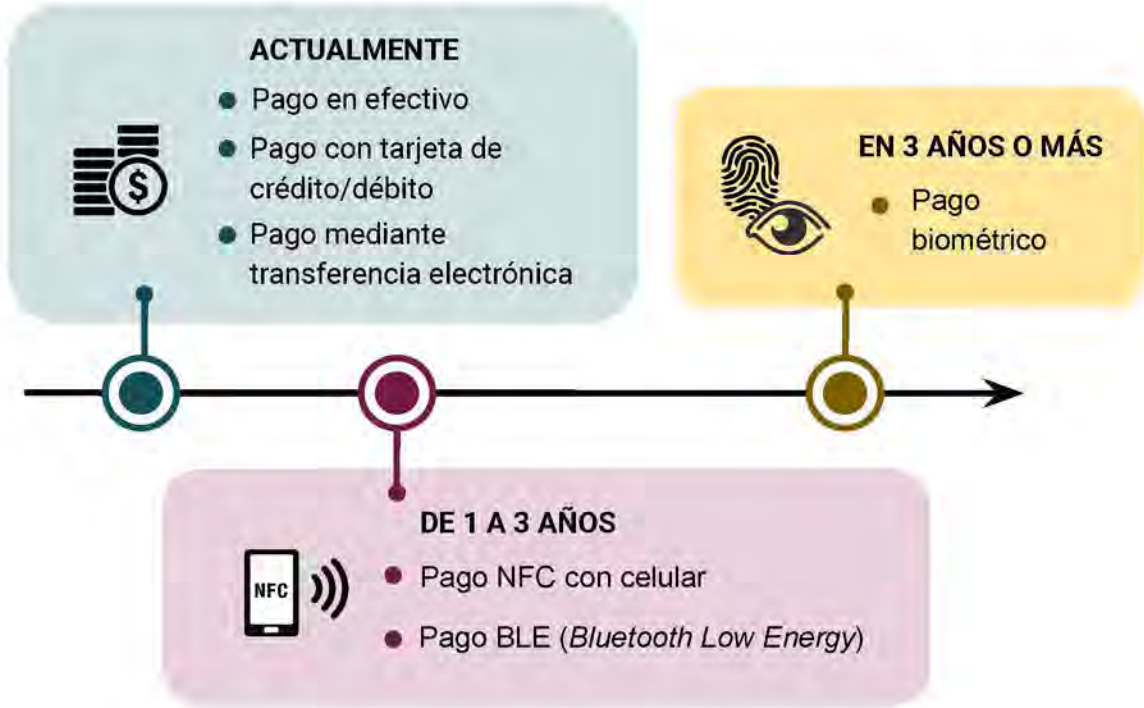 ACTUALMENTE
Pago en efectivo
Pago con tarjeta de
crédito/débito
Pago mediante
transferencia electrónica
$
EN 3 AÑOS O MÁS
Pago
biométrico
DE 1 A 3 AÑOS
NFC
Pago NFC con celular
Pago BLE (Bluetooth Low Energy)